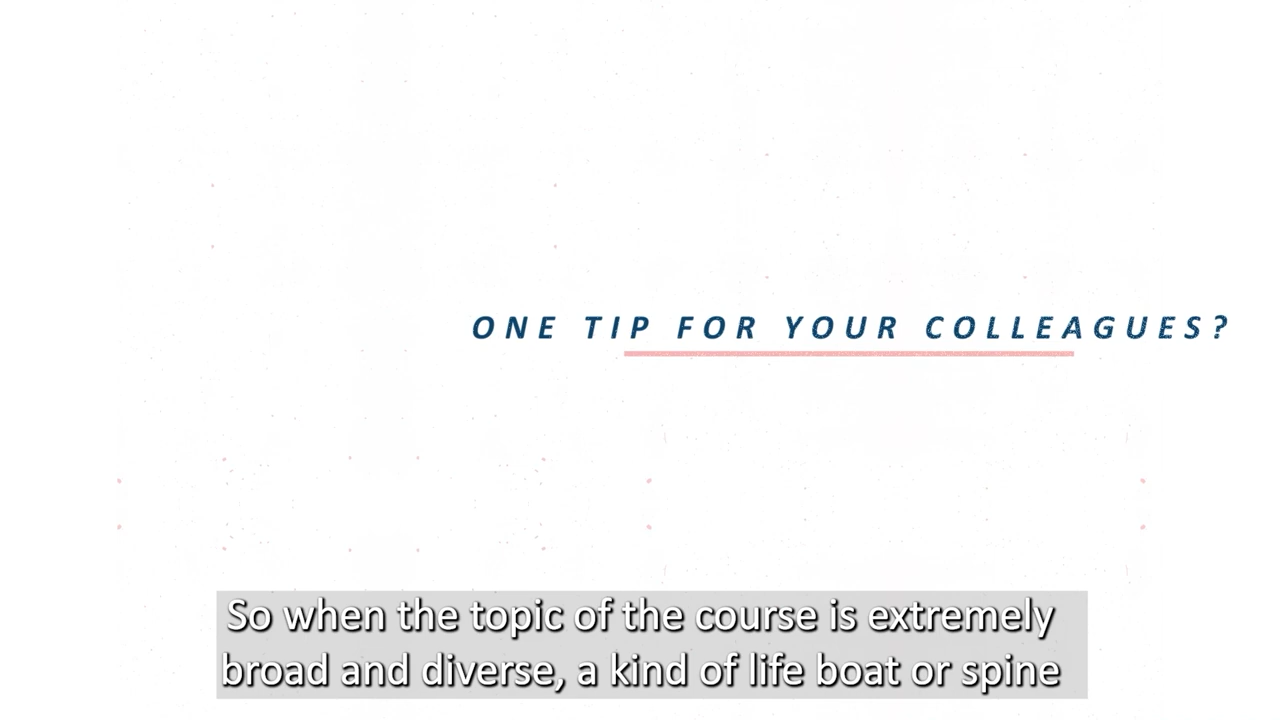 ONE TIP FOR YOUR COLLEAGUES?
So when the topic of the course is extremely
broad and diverse, a kind of life boat or spine